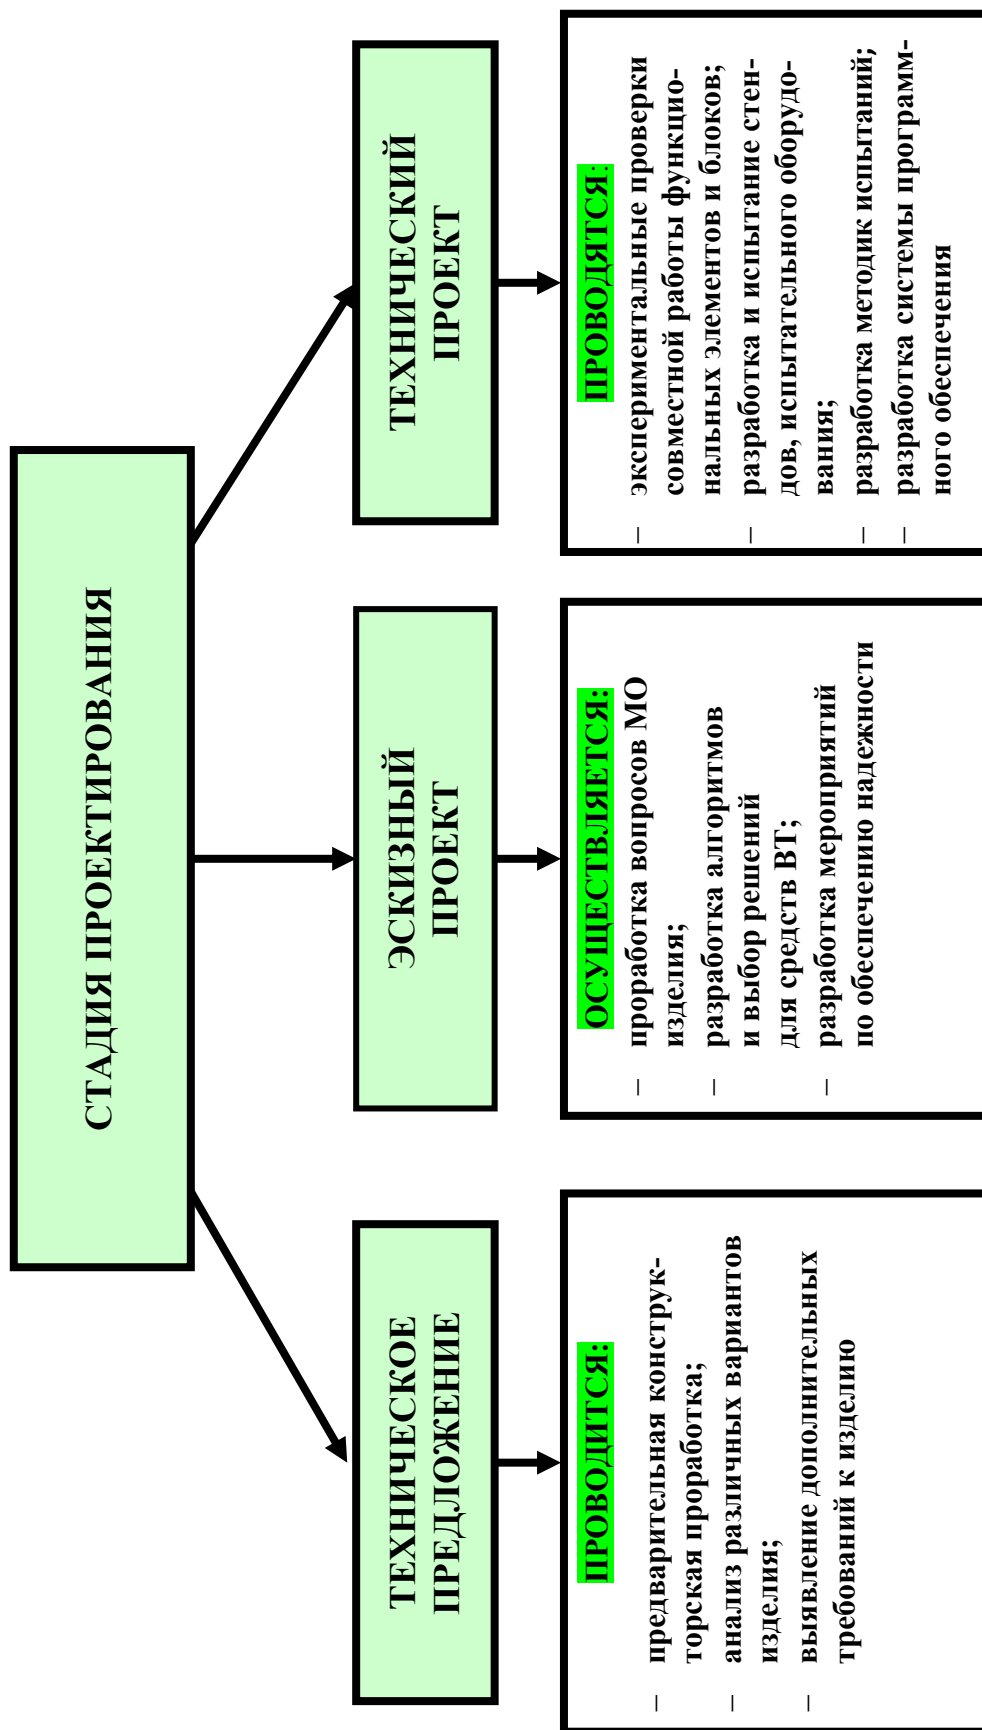 СТАДИЯ ПРОЕКТИРОВАНИЯ
ТЕХНИЧЕСКОЕ
ПРЕДЛОЖЕНИЕ
ЭСКИЗНЫЙ
ПРОЕКТ
ТЕХНИЧЕСКИЙ
ПРОЕКТ
ПРОВОДИТСЯ:
– предварительная конструк-
торская проработка;
– анализ различных вариантов
изделия;
– выявление дополнительных
требований к изделию
ОСУЩЕСТВЛЯЕТСЯ:
– проработка вопросов МО
изделия;
– разработка алгоритмов
и выбор решений
для средств ВТ;
– разработка мероприятий
по обеспечению надежности
ПРОВОДЯТСЯ:
– экспериментальные проверки
совместной работы функцио-
нальных элементов и блоков;
– разработка и испытание стен-
дов, испытательного оборудо-
вания;
– разработка методик испытаний;
– разработка системы программ-
ного обеспечения